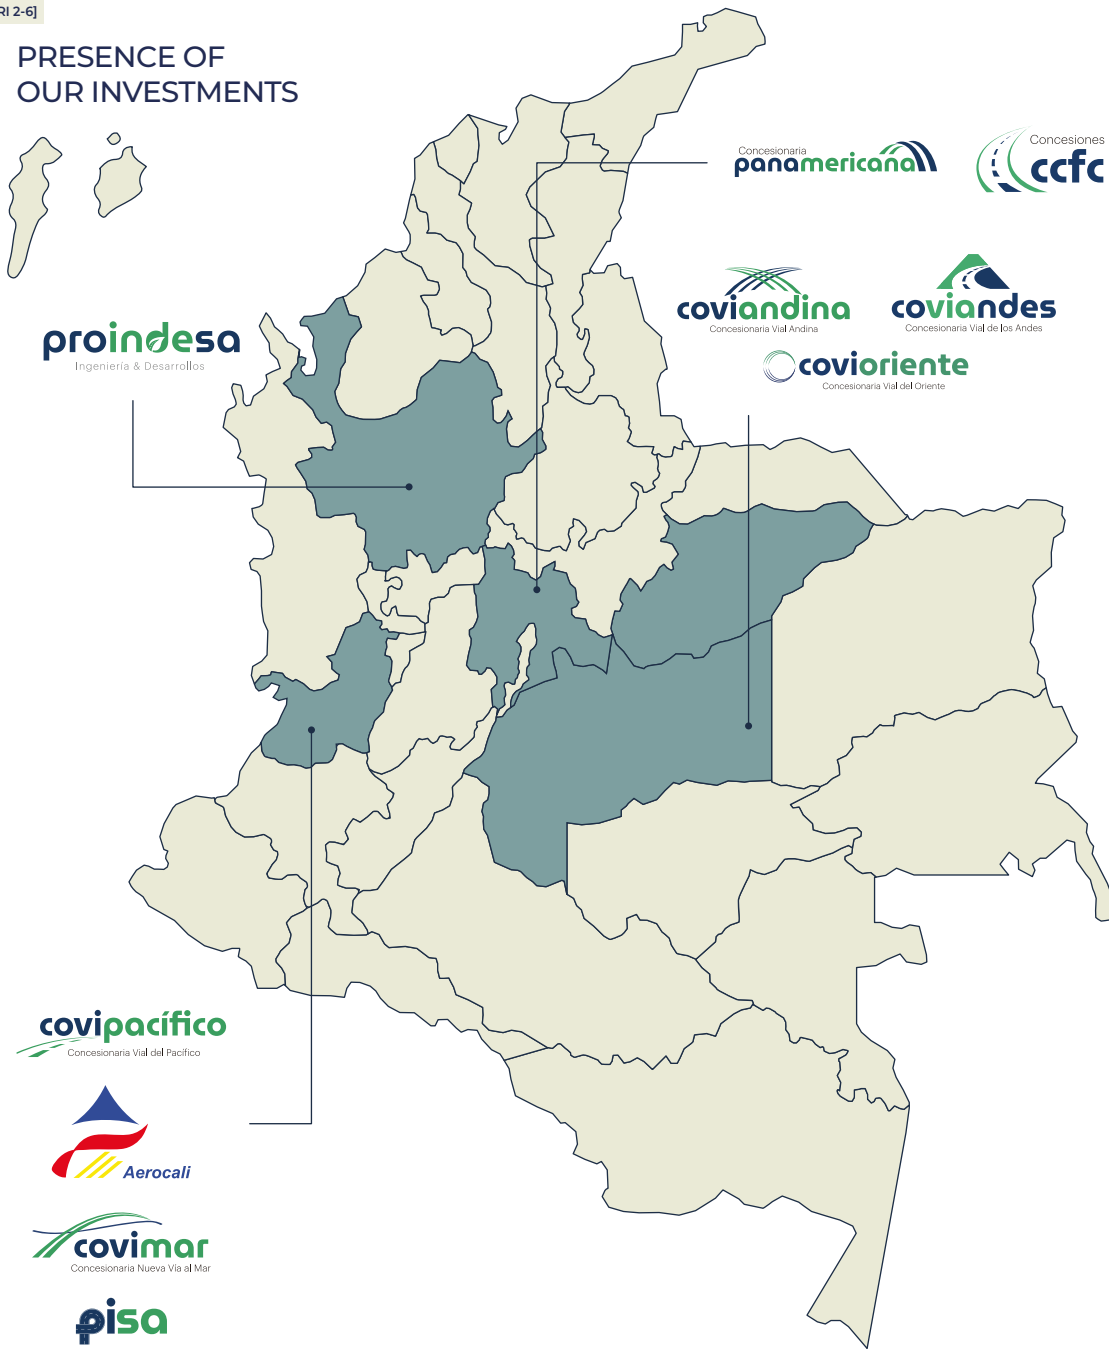 RI 2-6]
PRESENCE OF
OUR INVESTMENTS
Concesionaria
panamericana
Concesiones
ccfc
coviandina
Concesionaria Vial Andina
coviandes
Concesionaria Vial de los Andes
covioriente
Concesionaria Vial del Oriente
proindesa
Ingeniería & Desarrollos
covipacífico
Concesionaria Vial del Pacífico
Aerocali
covimar
Concesionaria Nueva Vía al Mar
pisa